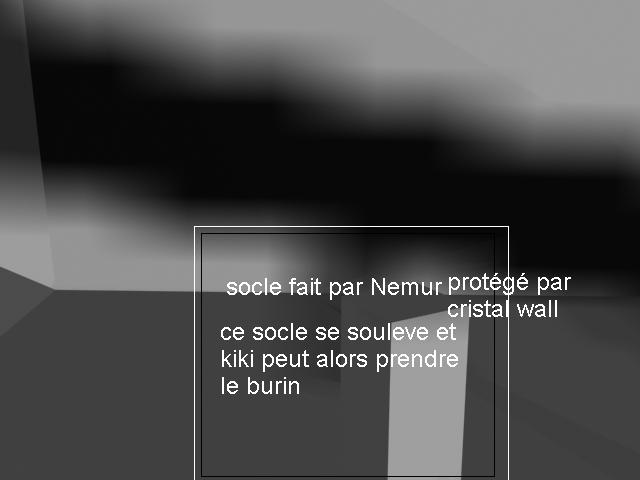 socle fait par Nemur
protégé par
cristal wall
ce socle se souleve et
kiki peut alors prendre
le burin